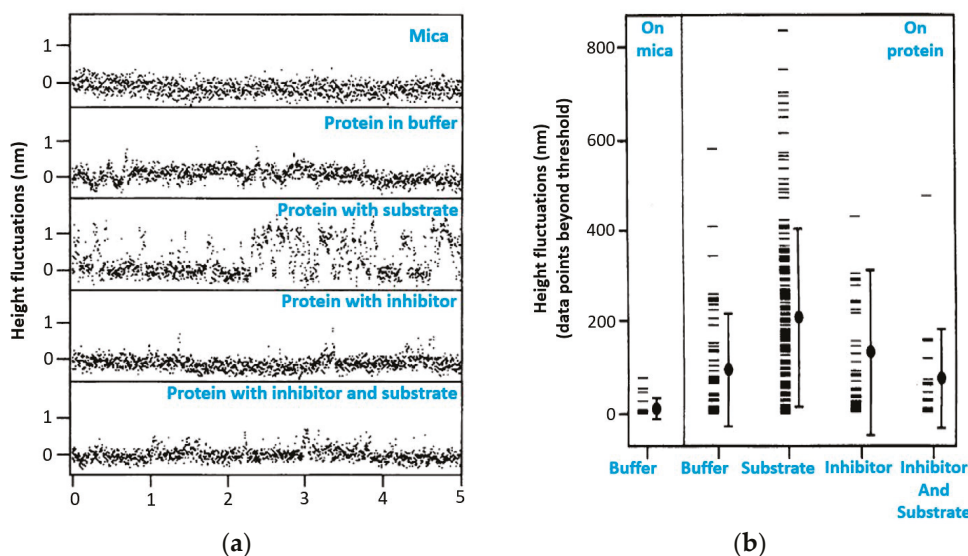 Height fluctuations (nm)
1
0
Mica
1
0
Protein in buffer
1
0
Protein with substrate
1
0
Protein with inhibitor
1
0
Protein with inhibitor and substrate
0 1 2 3 4 5
(a)
Height fluctuations (nm)
(data points beyond threshold)
800
600
400
200
0
On
mica
On
protein
Buffer Buffer Substrate Inhibitor Inhibitor
And
Substrate
(b)